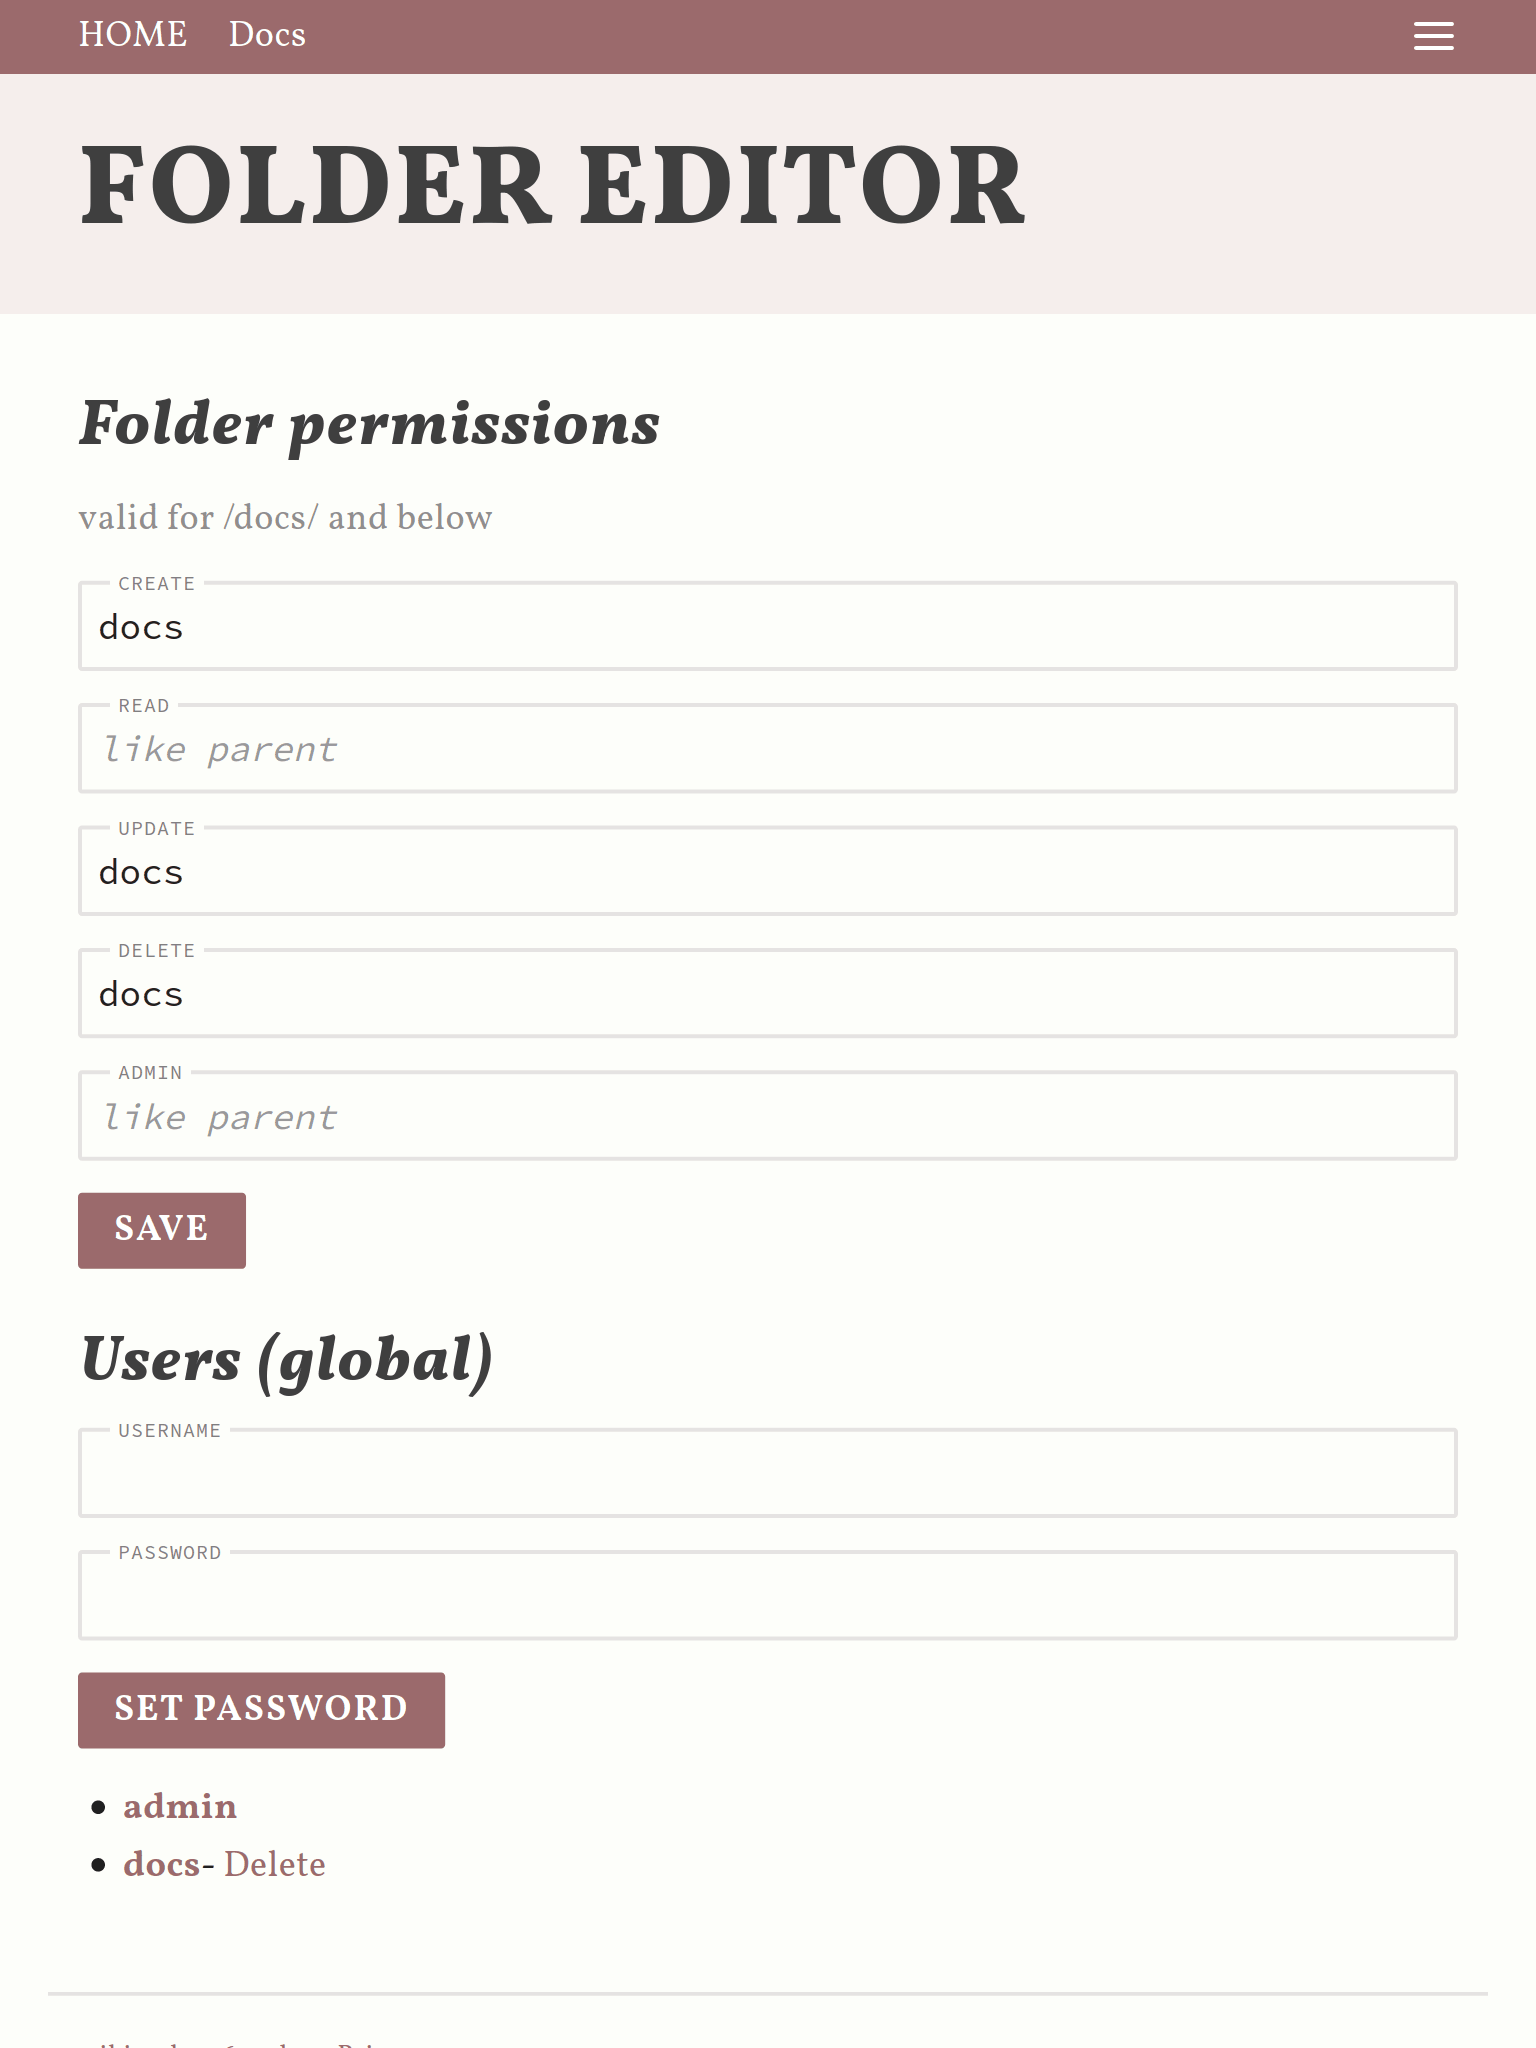 HOME Docs
FOLDER EDITOR
Folder permissions
valid for /docs/ and below
CREATE
docs
READ
like parent
UPDATE
docs
DELETE
docs
ADMIN
like parent
SAVE
Users (global)
USERNAME
PASSWORD
SET PASSWORD
admin
docs- Delete